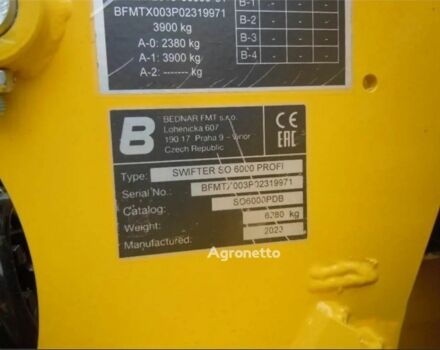 BFMTX003P02319971
3900 kg
A-0: 2380 kg
A-1: 3900 kg
A-2: ------- kg
B-1
B-2
B-3
B-4
B
BEDNAR FMT s.r.o.
Lohenicka 607
190 17 Praha 9 - Vinor
Czech Republic
CE
EAC
Type: SWIFTER SO 6000 PROFI
Serial No.: BFMTX003P02319971
Catalog: SO6000PDB
Weight: 6280 kg
Manufactured: 2023
Agronetto